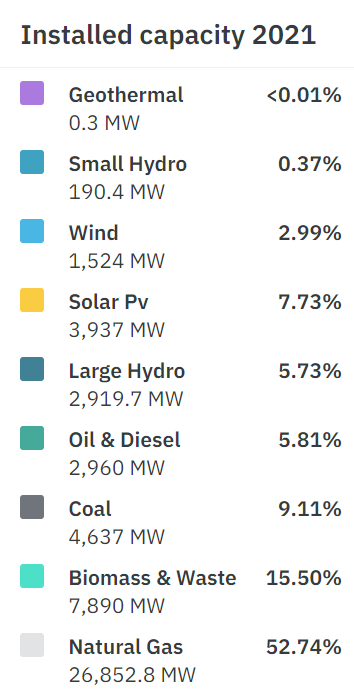 Installed capacity 2021
Geothermal <0.01%
0.3 MW
Small Hydro 0.37%
190.4 MW
Wind 2.99%
1,524 MW
Solar Pv 7.73%
3,937 MW
Large Hydro 5.73%
2,919.7 MW
Oil & Diesel 5.81%
2,960 MW
Coal 9.11%
4,637 MW
Biomass & Waste 15.50%
7,890 MW
Natural Gas 52.74%
26,852.8 MW